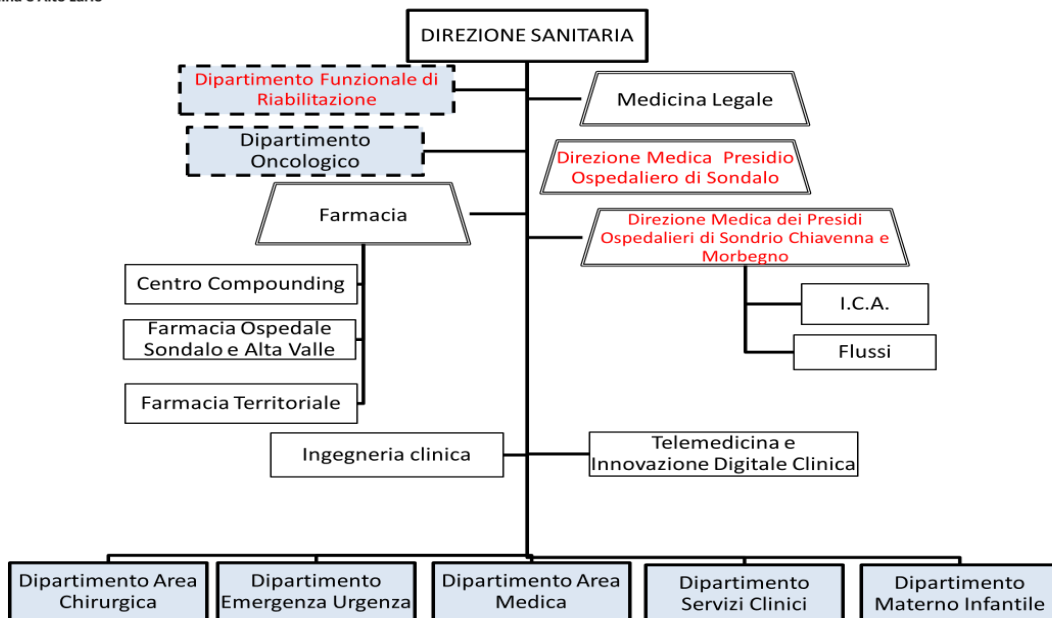 DIREZIONE SANITARIA
Dipartimento Funzionale di
Riabilitazione
Medicina Legale
Dipartimento
Oncologico
Direzione Medica Presidio
Ospedaliero di Sondalo
Farmacia
Direzione Medica dei Presidi
Ospedalieri di Sondrio Chiavenna e
Morbegno
Centro Compounding
I.C.A.
Farmacia Ospedale
Sondalo e Alta Valle
Flussi
Farmacia Territoriale
Ingegneria clinica
Telemedicina e
Innovazione Digitale Clinica
Dipartimento Area
Chirurgica
Dipartimento
Emergenza Urgenza
Dipartimento Area
Medica
Dipartimento
Servizi Clinici
Dipartimento
Materno Infantile